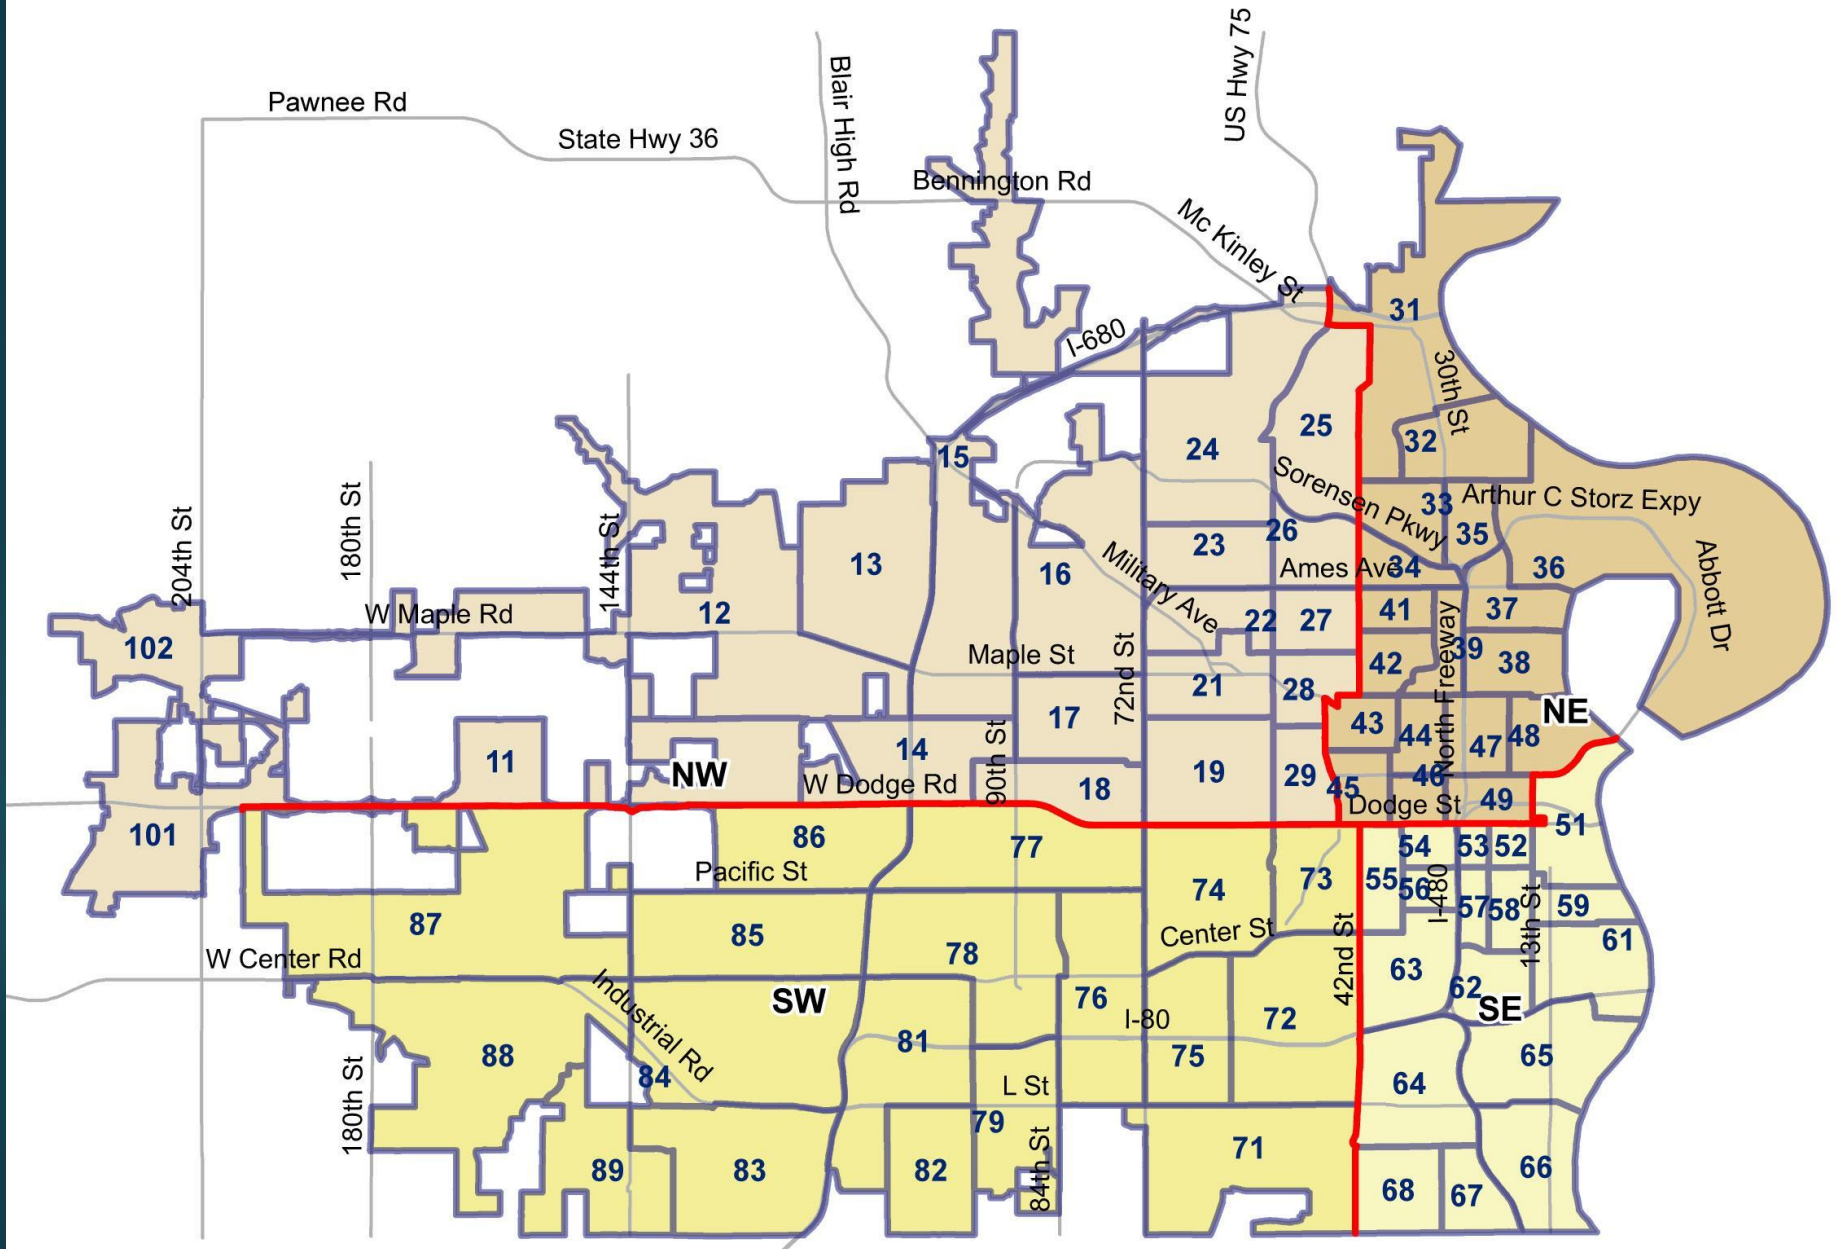 US Hwy 75
Pawnee Rd
Blair High Rd
State Hwy 36
Bennington Rd
Mc Kinley St
31
I-680
30th St
25
32
24
15
Sorensen Pkwy
33
Arthur C Storz Expy
204th St
180th St
144th St
26
35
23
13
16
Military Ave
Ames Ave
34
36
Abbott Dr
12
W Maple Rd
22
27
41
37
102
Maple St
72nd St
42
North Freeway
39
38
21
28
17
43
NE
44
48
47
14
90th St
11
NW
W Dodge Rd
18
19
29
45
46
49
Dodge St
101
86
77
51
54
53
52
Pacific St
74
73
55
56
I-480
57
58
13th St
59
87
85
78
Center St
42nd St
61
W Center Rd
63
Industrial Rd
SW
76
62
SE
I-80
72
81
88
75
65
84
L St
64
180th St
79
84th St
71
89
83
82
66
68
67